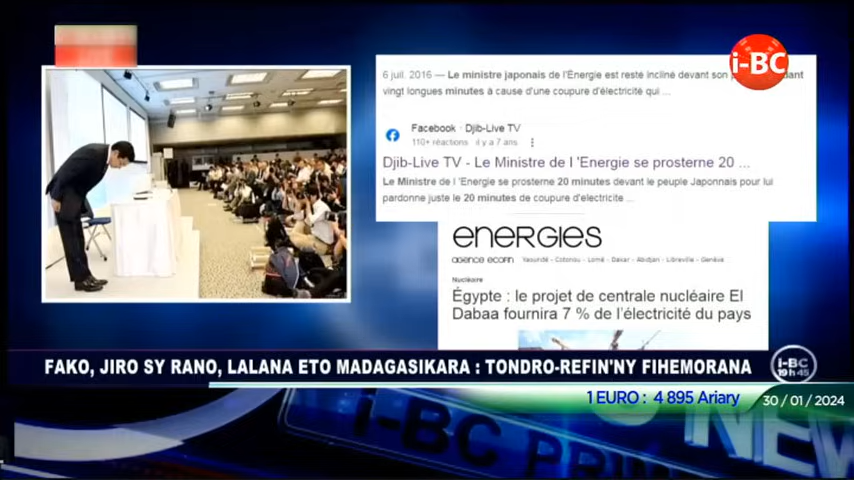 i-BC
6 juil. 2016 — Le ministre japonais de l'Énergie est resté incliné devant son
vingt longues minutes à cause d'une coupure d'électricité qui ...
Facebook · Djib-Live TV
110+ réactions · il y a 7 ans
Djib-Live TV - Le Ministre de l 'Energie se prosterne 20 ...
Le Ministre de l 'Energie se prosterne 20 minutes devant le peuple Japonais pour lui
pardonne juste le 20 minutes de coupure d'electricite ...
energies
agence ecofin Yaoundé - Cotonou - Lomé - Dakar - Abidjan - Libreville - Genève
Nucléaire
Égypte : le projet de centrale nucléaire El
Dabaa fournira 7 % de l'électricité du pays
FAKO, JIRO SY RANO, LALANA ETO MADAGASIKARA : TONDRO-REFIN'NY FIHEMORANA
i-BC
19 h 45
1 EURO : 4 895 Ariary
30 / 01 / 2024
i-BC PRI
NEW